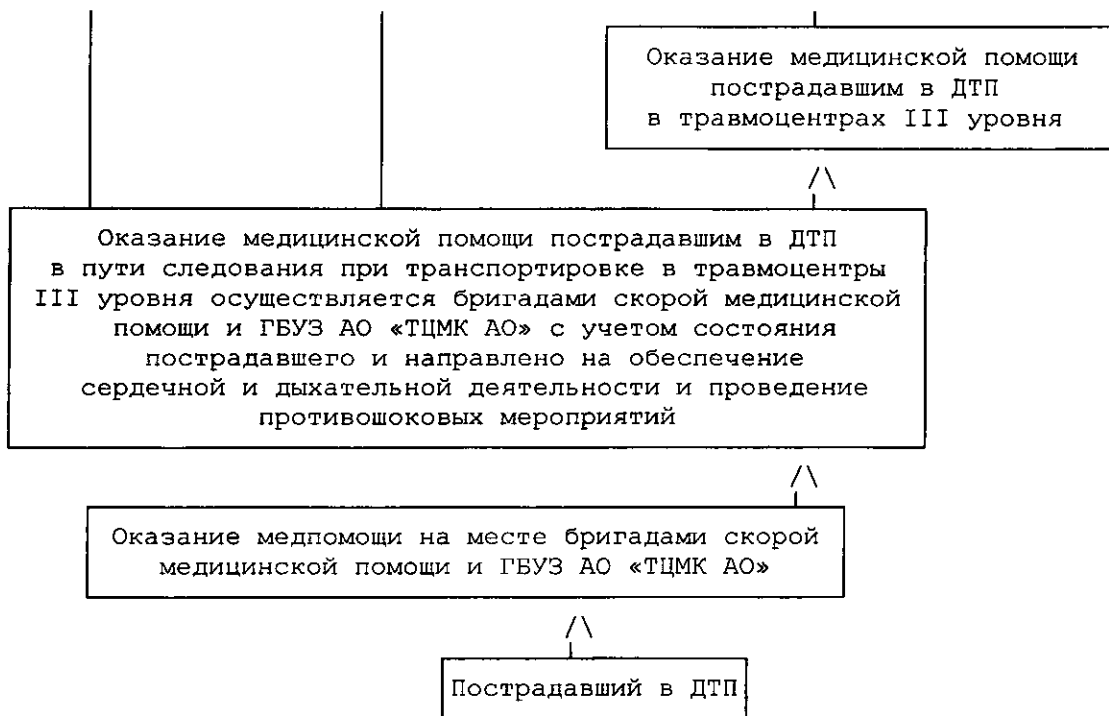 Оказание медицинской помощи
пострадавшим в ДТП
в травмоцентрах III уровня
Оказание медицинской помощи пострадавшим в ДТП
в пути следования при транспортировке в травмоцентры
III уровня осуществляется бригадами скорой медицинской
помощи и ГБУЗ АО «ТЦМК АО» с учетом состояния
пострадавшего и направлено на обеспечение
сердечной и дыхательной деятельности и проведение
противошоковых мероприятий
Оказание медпомощи на месте бригадами скорой
медицинской помощи и ГБУЗ АО «ТЦМК АО»
Пострадавший в ДТП